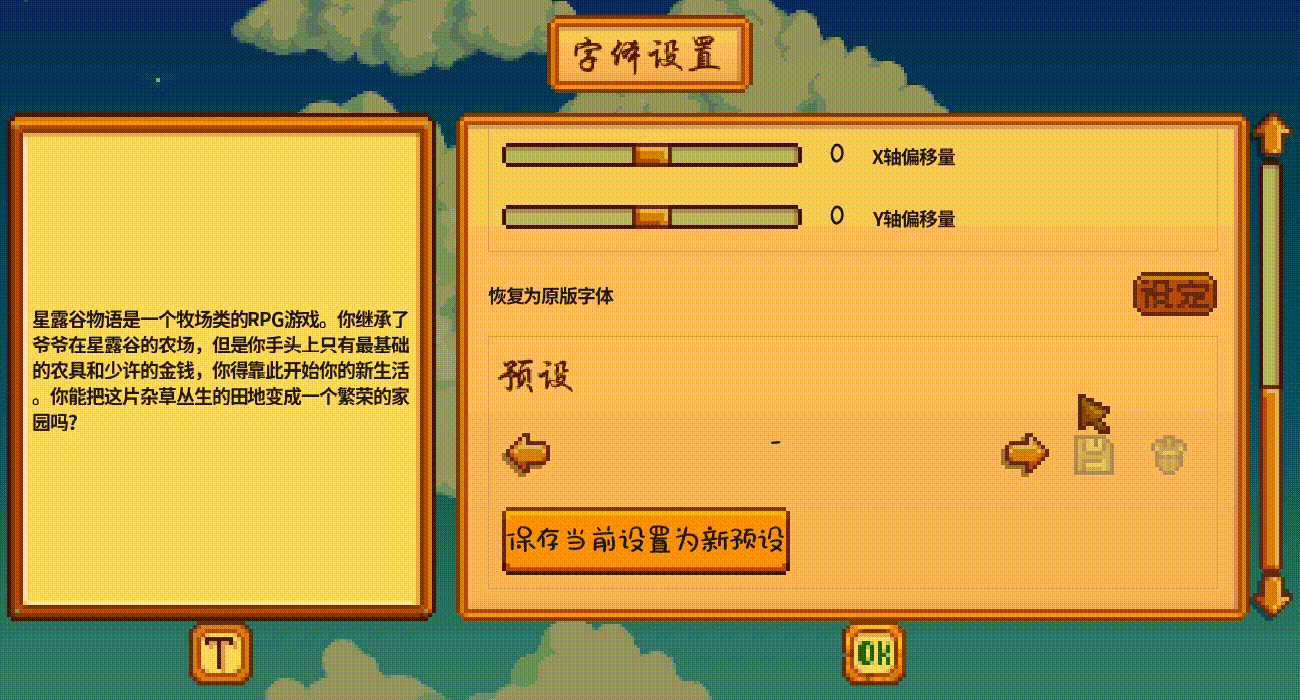 字体设置
0 X轴偏移量
0 Y轴偏移量
恢复为原版字体 设定
预设
-
保存当前设置为新预设
星露谷物语是一个牧场类的RPG游戏。你继承了
爷爷在星露谷的农场，但是你手头上只有最基础
的农具和少许的金钱，你得靠此开始你的新生活
。你能把这片杂草丛生的田地变成一个繁荣的家
园吗?
T
OK